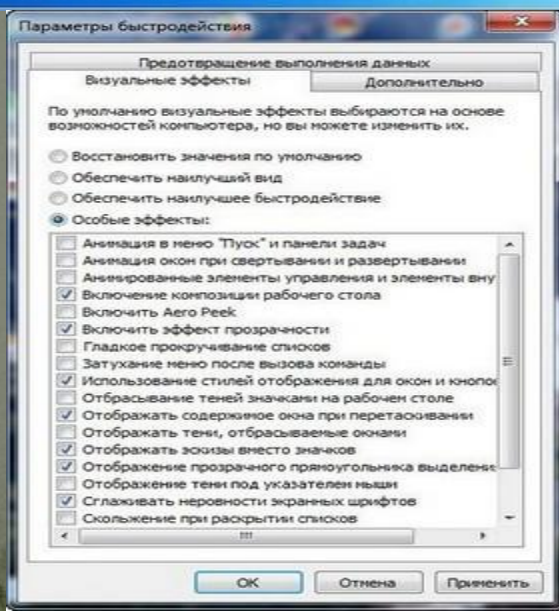 Параметры быстродействия
Предотвращение выполнения данных
Визуальные эффекты
Дополнительно
По умолчанию визуальные эффекты выбираются на основе
возможностей компьютера, но вы можете изменить их.
Восстановить значения по умолчанию
Обеспечить наилучший вид
Обеспечить наилучшее быстродействие
Особые эффекты:
Анимация в меню "Пуск" и панели задач
Анимация окон при свертывании и развертывании
Анимированные элементы управления и элементы вну
Включение композиции рабочего стола
Включить Aero Peek
Включить эффект прозрачности
Гладкое прокручивание списков
Затухание меню после вызова команды
Использование стилей отображения для окон и кнопок
Отбрасывание теней значками на рабочем столе
Отображать содержимое окна при перетаскивании
Отображать тени, отбрасываемые окнами
Отображать эскизы вместо значков
Отображение прозрачного прямоугольника выделени
Отображение тени под указателем мыши
Сглаживать неровности экранных шрифтов
Скольжение при раскрытии списков
ОК
Отмена
Применить